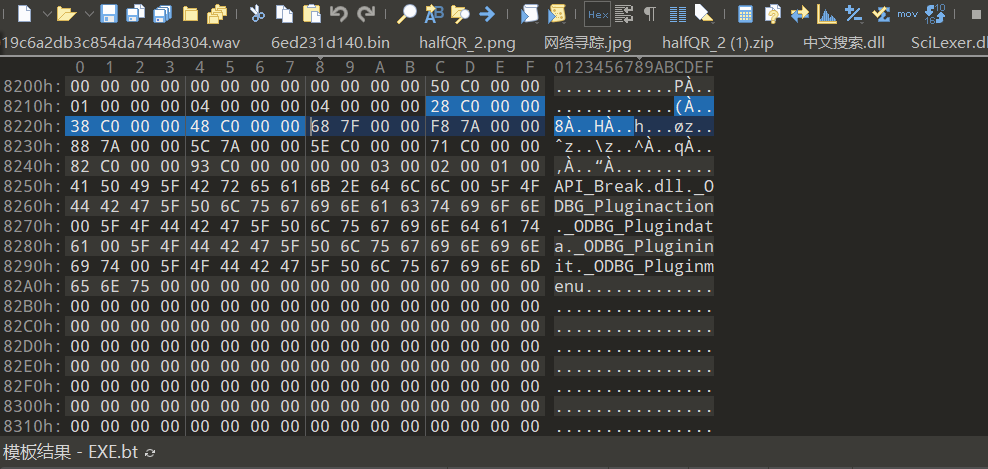 Hex mov
19c6a2db3c854da7448d304.wav 6ed231d140.bin halfQR_2.png 网络寻踪.jpg halfQR_2 (1).zip 中文搜索.dll SciLexer.dl
0 1 2 3 4 5 6 7 8 9 A B C D E F 0123456789ABCDEF
8200h: 00 00 00 00 00 00 00 00 00 00 00 00 50 C0 00 00 ............PÀ..
8210h: 01 00 00 00 04 00 00 00 04 00 00 00 28 C0 00 00 ............(À..
8220h: 38 C0 00 00 48 C0 00 00 68 7F 00 00 F8 7A 00 00 8À..HÀ..h...øz..
8230h: 88 7A 00 00 5C 7A 00 00 5E C0 00 00 71 C0 00 00 ˆz..\z..^À..qÀ..
8240h: 82 C0 00 00 93 C0 00 00 00 00 03 00 02 00 01 00 ‚À..“À..........
8250h: 41 50 49 5F 42 72 65 61 6B 2E 64 6C 6C 00 5F 4F API_Break.dll._O
8260h: 44 42 47 5F 50 6C 75 67 69 6E 61 63 74 69 6F 6E DBG_Pluginaction
8270h: 00 5F 4F 44 42 47 5F 50 6C 75 67 69 6E 64 61 74 ._ODBG_Plugindat
8280h: 61 00 5F 4F 44 42 47 5F 50 6C 75 67 69 6E 69 6E a._ODBG_Pluginin
8290h: 69 74 00 5F 4F 44 42 47 5F 50 6C 75 67 69 6E 6D it._ODBG_Pluginm
82A0h: 65 6E 75 00 00 00 00 00 00 00 00 00 00 00 00 00 enu.............
82B0h: 00 00 00 00 00 00 00 00 00 00 00 00 00 00 00 00 ................
82C0h: 00 00 00 00 00 00 00 00 00 00 00 00 00 00 00 00 ................
82D0h: 00 00 00 00 00 00 00 00 00 00 00 00 00 00 00 00 ................
82E0h: 00 00 00 00 00 00 00 00 00 00 00 00 00 00 00 00 ................
82F0h: 00 00 00 00 00 00 00 00 00 00 00 00 00 00 00 00 ................
8300h: 00 00 00 00 00 00 00 00 00 00 00 00 00 00 00 00 ................
8310h: 00 00 00 00 00 00 00 00 00 00 00 00 00 00 00 00 ................
模板结果 - EXE.bt